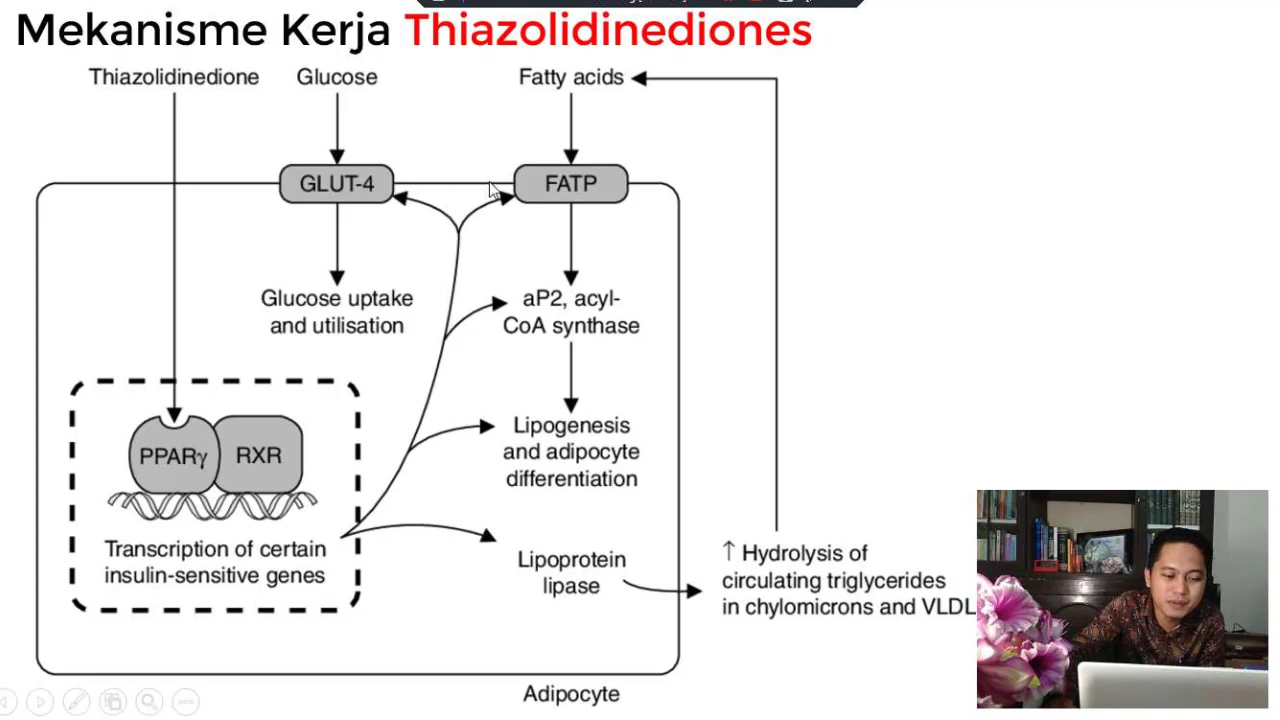 Mekanisme Kerja Thiazolidinediones
Thiazolidinedione
Glucose
Fatty acids
GLUT-4
FATP
Glucose uptake
and utilisation
aP2, acyl-
CoA synthase
Lipogenesis
and adipocyte
differentiation
PPARγ
RXR
Transcription of certain
insulin-sensitive genes
Lipoprotein
lipase
↑ Hydrolysis of
circulating triglycerides
in chylomicrons and VLDL
Adipocyte